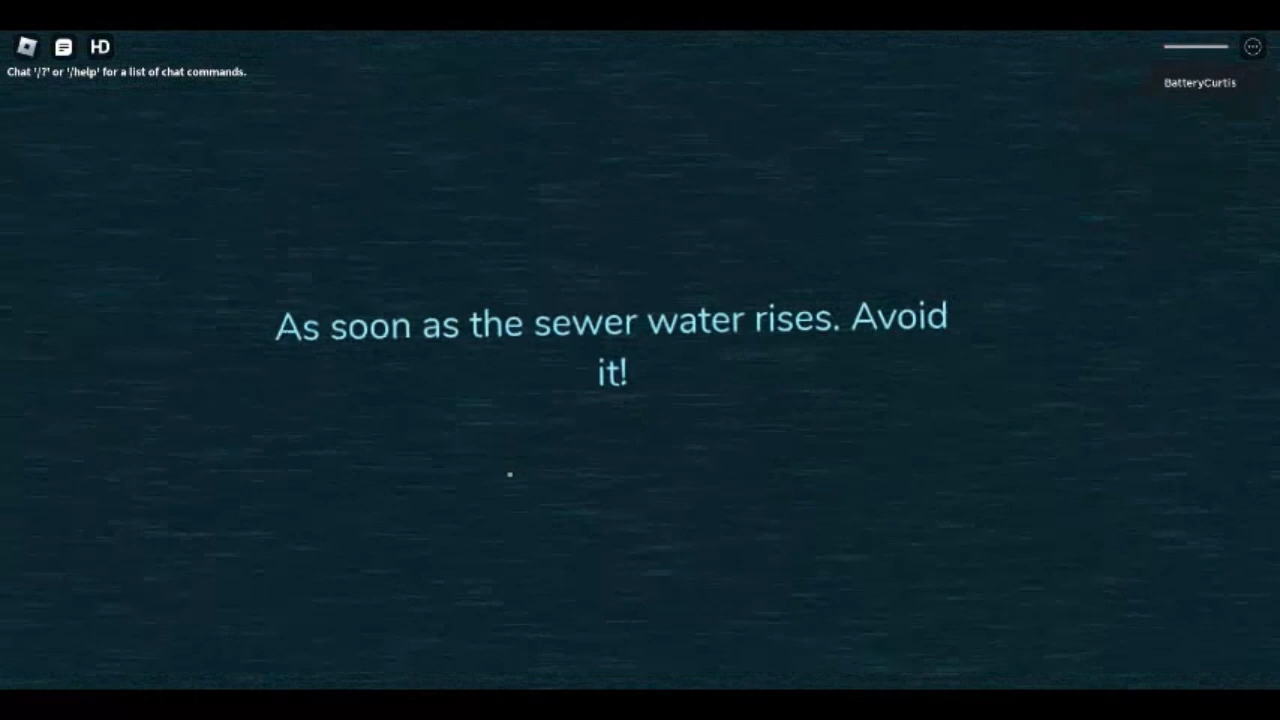 HD
Chat '/?' or '/help' for a list of chat commands.
BatteryCurtis
As soon as the sewer water rises. Avoid
it!